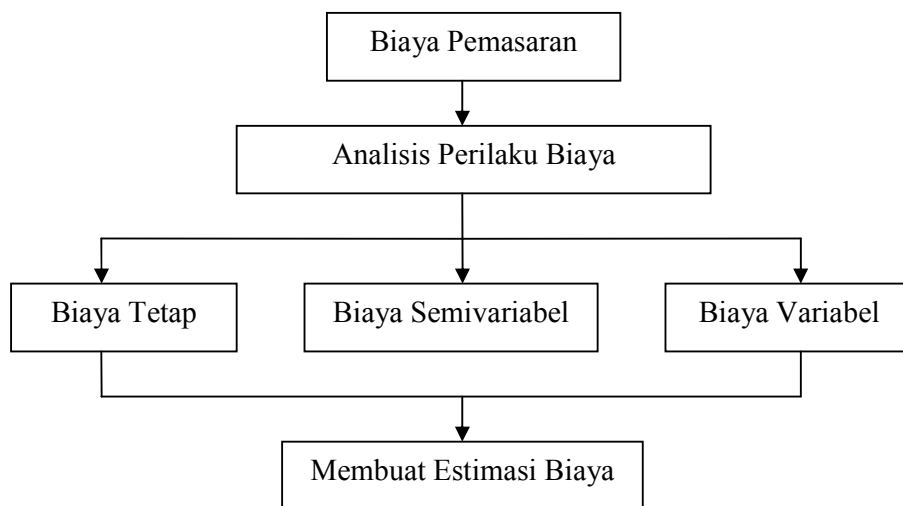 Biaya Pemasaran
Analisis Perilaku Biaya
Biaya Tetap
Biaya Semivariabel
Biaya Variabel
Membuat Estimasi Biaya